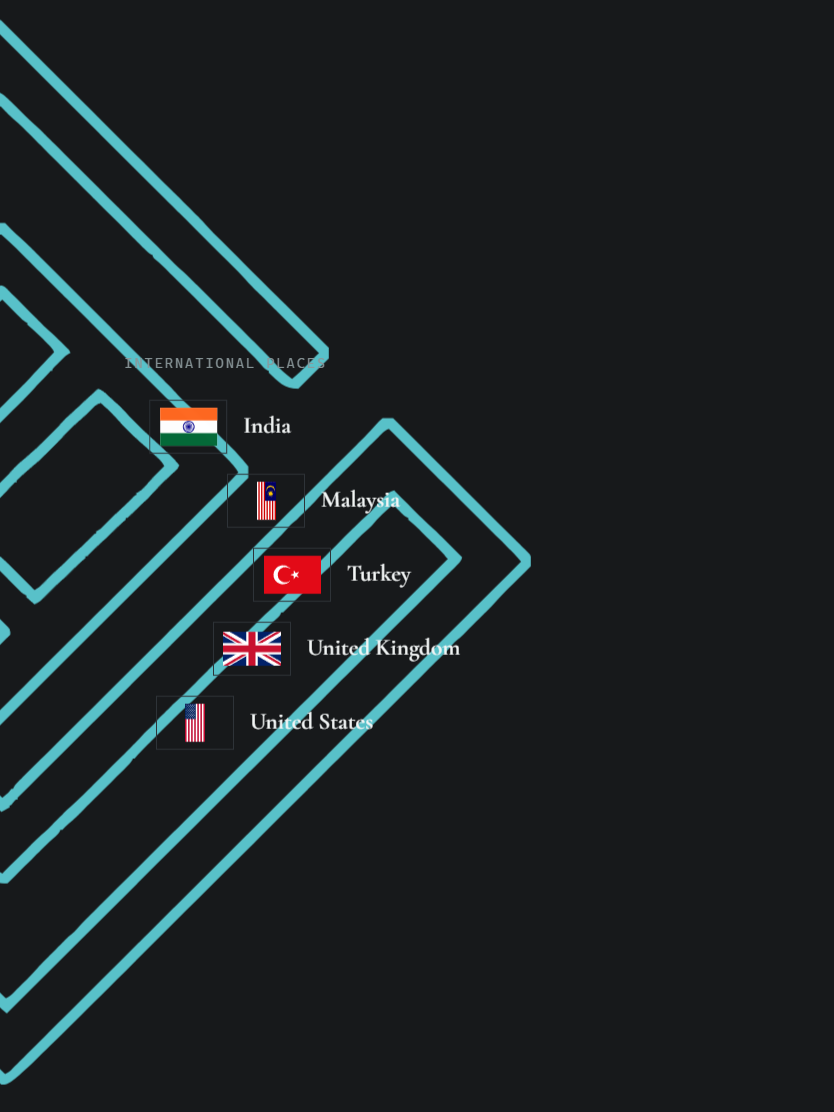 INTERNATIONAL PLACES
India
Malaysia
Turkey
United Kingdom
United States